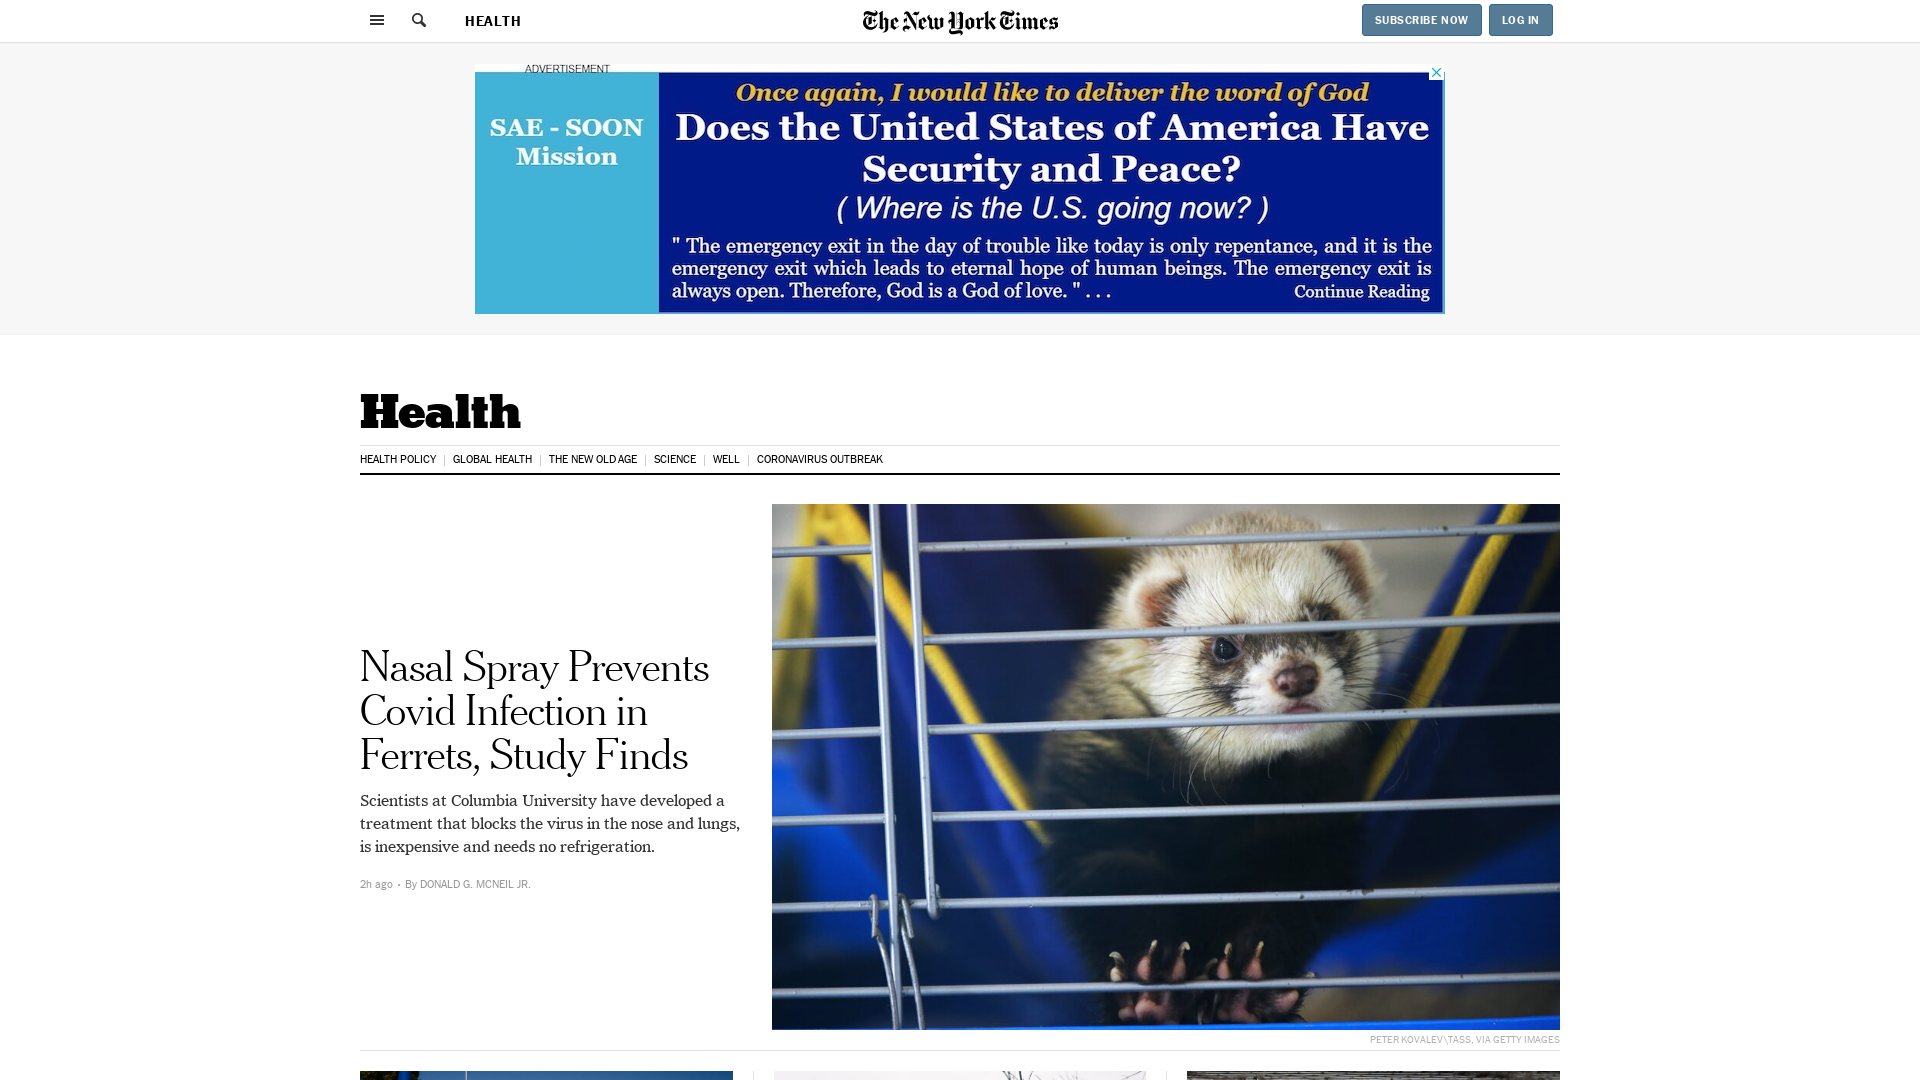 HEALTH
The New York Times
SUBSCRIBE NOW
LOG IN
ADVERTISEMENT
SAE - SOON
Mission
Once again, I would like to deliver the word of God
Does the United States of America Have
Security and Peace?
( Where is the U.S. going now? )
" The emergency exit in the day of trouble like today is only repentance, and it is the
emergency exit which leads to eternal hope of human beings. The emergency exit is
always open. Therefore, God is a God of love. " . . .
Continue Reading
Health
HEALTH POLICY
GLOBAL HEALTH
THE NEW OLD AGE
SCIENCE
WELL
CORONAVIRUS OUTBREAK
Nasal Spray Prevents
Covid Infection in
Ferrets, Study Finds
Scientists at Columbia University have developed a
treatment that blocks the virus in the nose and lungs,
is inexpensive and needs no refrigeration.
2h ago · By DONALD G. MCNEIL JR.
PETER KOVALEV\TASS, VIA GETTY IMAGES